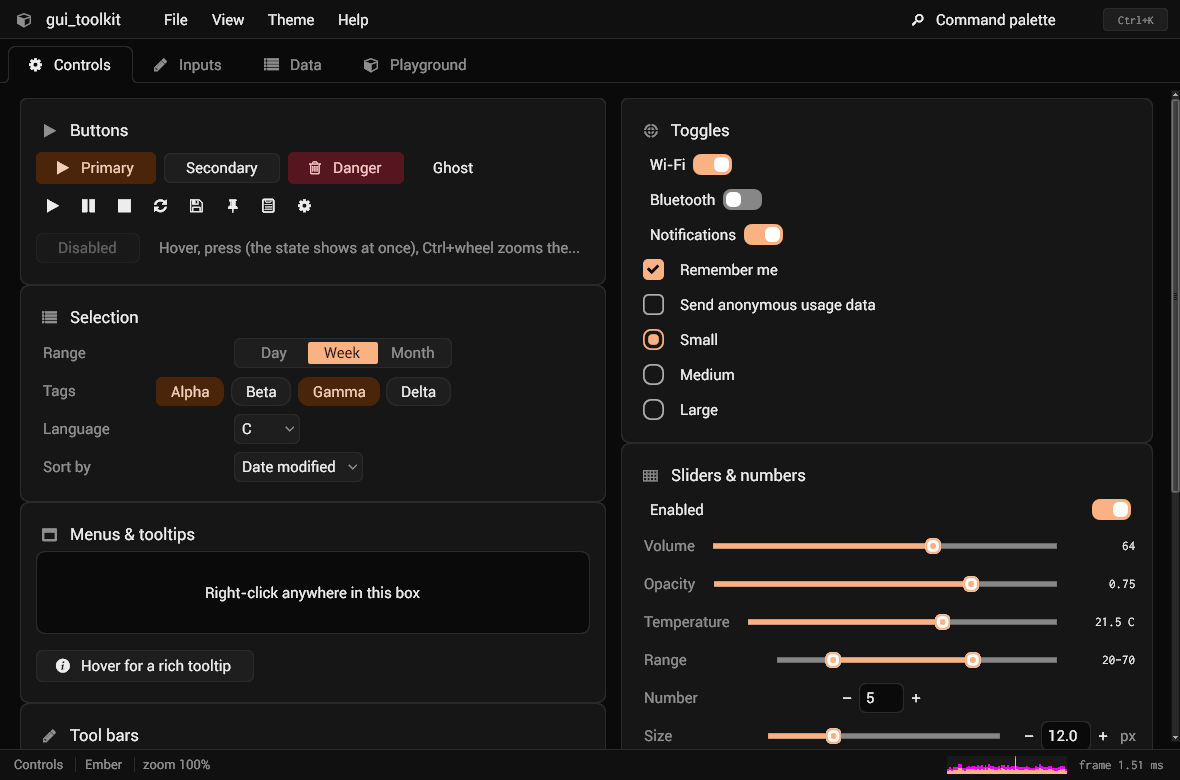 gui_toolkit File View Theme Help Command palette Ctrl+K
Controls Inputs Data Playground
Buttons
Primary Secondary Danger Ghost
Disabled Hover, press (the state shows at once), Ctrl+wheel zooms the...
Selection
Range Day Week Month
Tags Alpha Beta Gamma Delta
Language C
Sort by Date modified
Menus & tooltips
Right-click anywhere in this box
Hover for a rich tooltip
Tool bars
Toggles
Wi-Fi
Bluetooth
Notifications
Remember me
Send anonymous usage data
Small
Medium
Large
Sliders & numbers
Enabled
Volume 64
Opacity 0.75
Temperature 21.5 C
Range 20-70
Number − 5 +
Size − 12.0 + px
Controls Ember zoom 100% frame 1.51 ms